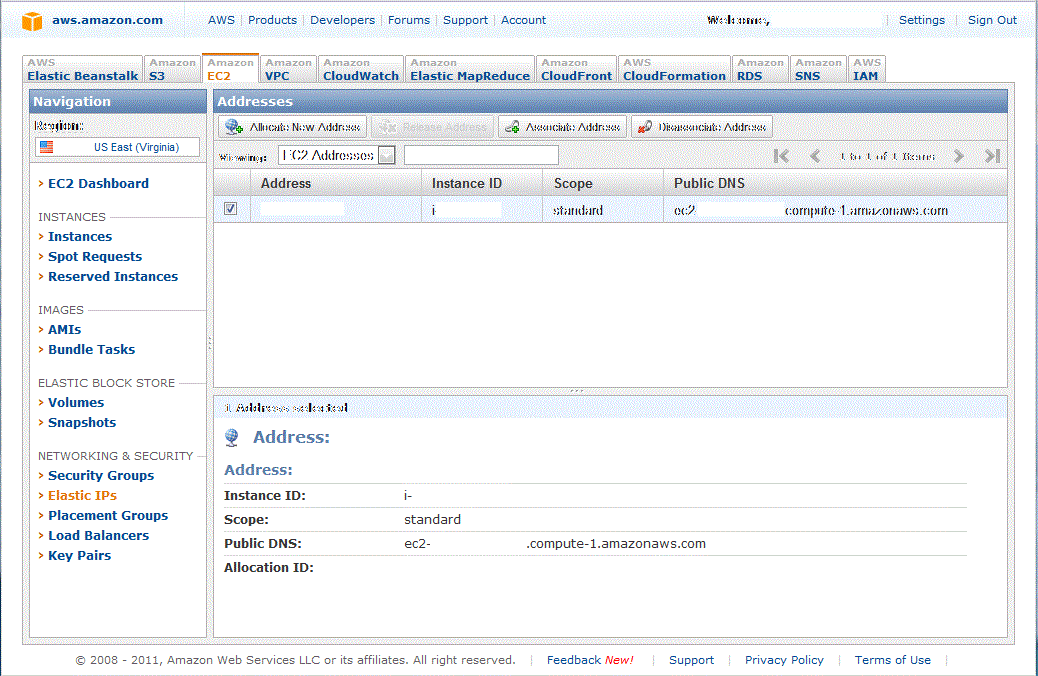 aws.amazon.com AWS Products Developers Forums Support Account Welcome, Settings Sign Out
AWS Elastic Beanstalk
Amazon S3
Amazon EC2
Amazon VPC
Amazon CloudWatch
Amazon Elastic MapReduce
Amazon CloudFront
AWS CloudFormation
Amazon RDS
Amazon SNS
AWS IAM
Navigation
Region:
US East (Virginia)
> EC2 Dashboard
INSTANCES
> Instances
> Spot Requests
> Reserved Instances
IMAGES
> AMIs
> Bundle Tasks
ELASTIC BLOCK STORE
> Volumes
> Snapshots
NETWORKING & SECURITY
> Security Groups
> Elastic IPs
> Placement Groups
> Load Balancers
> Key Pairs
Addresses
Allocate New Address Release Address Associate Address Disassociate Address
Viewing: EC2 Addresses 1 to 1 of 1 Items
Address Instance ID Scope Public DNS
i- standard ec2 compute-1.amazonaws.com
1 Address selected
Address:
Address:
Instance ID: i-
Scope: standard
Public DNS: ec2- .compute-1.amazonaws.com
Allocation ID:
© 2008 - 2011, Amazon Web Services LLC or its affiliates. All right reserved. Feedback New! Support Privacy Policy Terms of Use